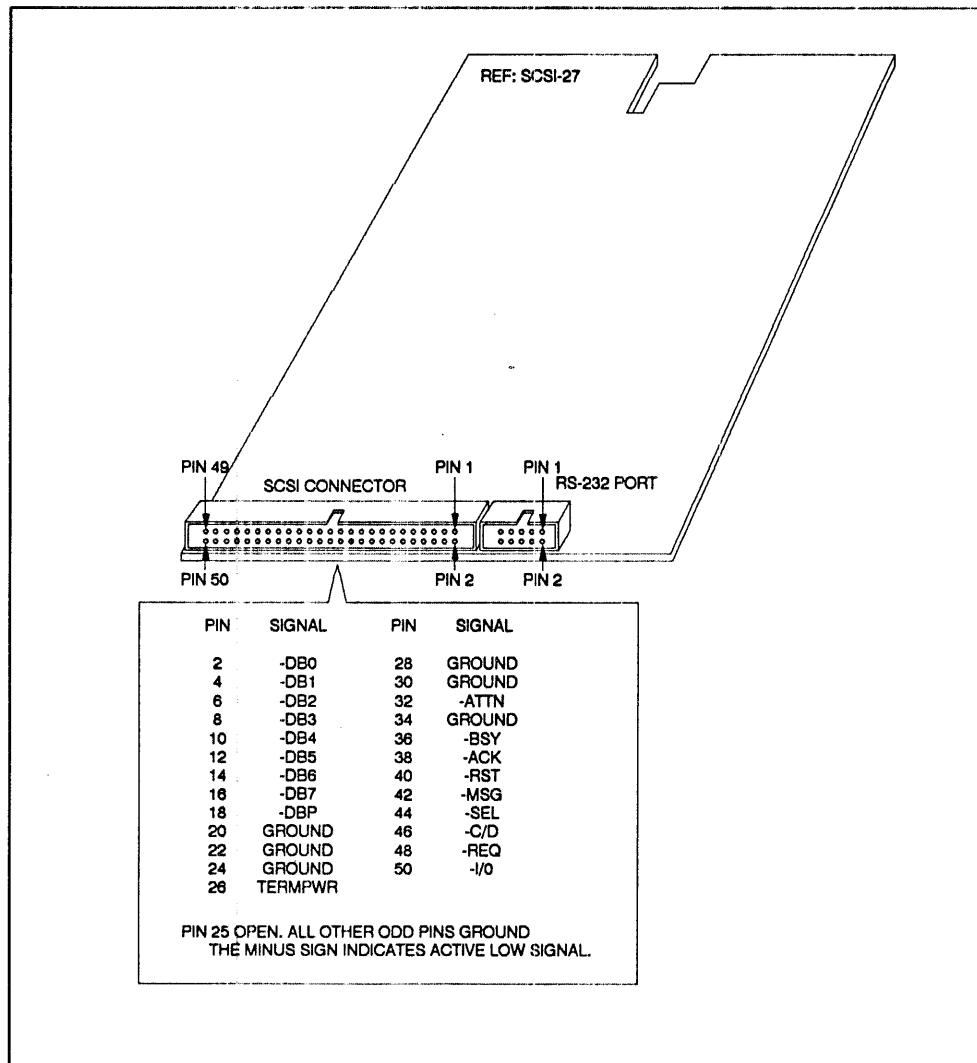 REF: SCSI-27
PIN 49 PIN 1 PIN 1
SCSI CONNECTOR RS-232 PORT
PIN 50 PIN 2 PIN 2
PIN SIGNAL PIN SIGNAL
2 -DB0 28 GROUND
4 -DB1 30 GROUND
6 -DB2 32 -ATTN
8 -DB3 34 GROUND
10 -DB4 36 -BSY
12 -DB5 38 -ACK
14 -DB6 40 -RST
16 -DB7 42 -MSG
18 -DBP 44 -SEL
20 GROUND 46 -C/D
22 GROUND 48 -REQ
24 GROUND 50 -I/0
26 TERMPWR
PIN 25 OPEN. ALL OTHER ODD PINS GROUND
THE MINUS SIGN INDICATES ACTIVE LOW SIGNAL.